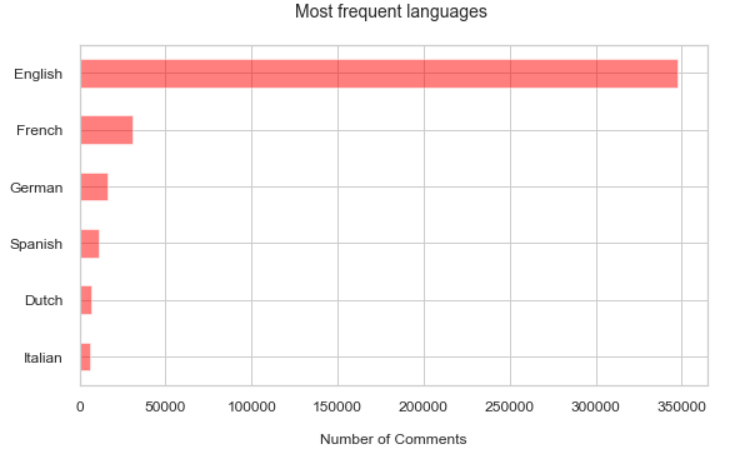 Most frequent languages
English
French
German
Spanish
Dutch
Italian
0 50000 100000 150000 200000 250000 300000 350000
Number of Comments